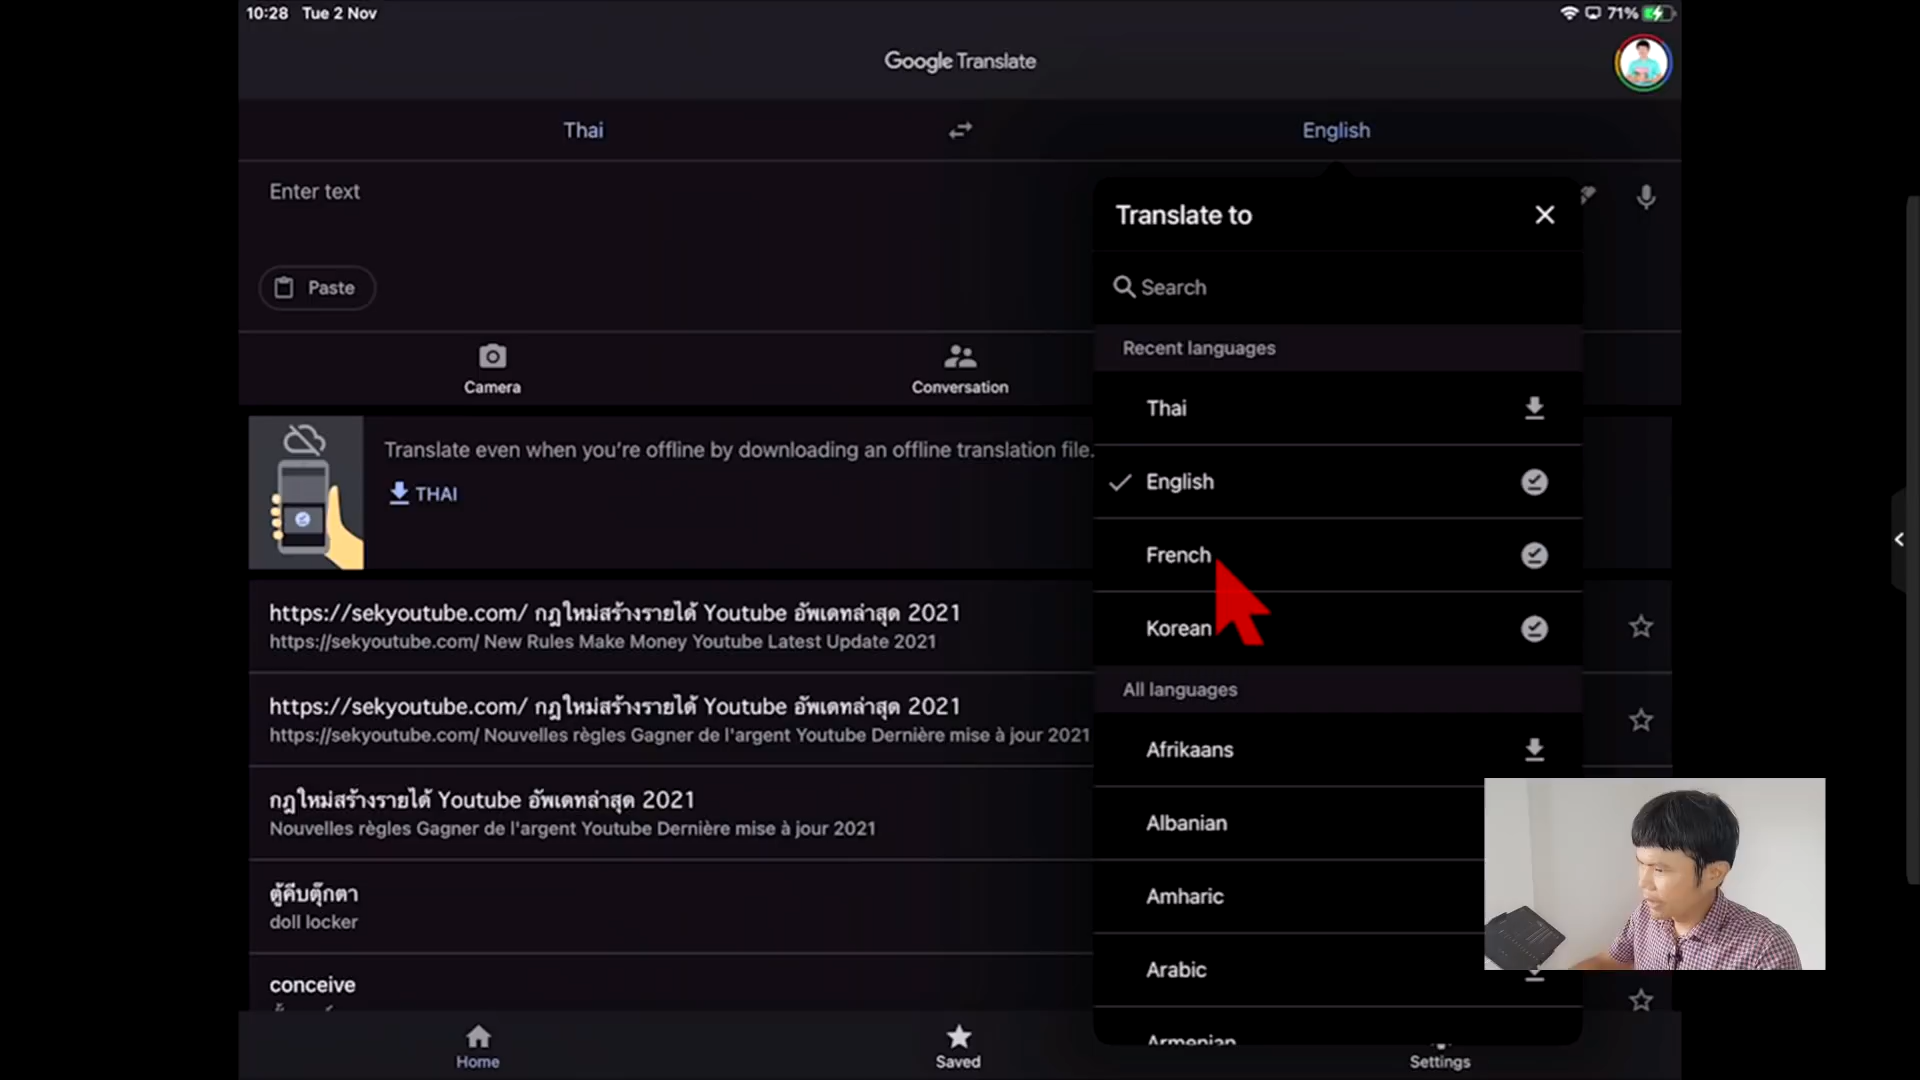 10:28 Tue 2 Nov
71%
Google Translate
Thai
English
Enter text
Paste
Camera
Conversation
Translate even when you're offline by downloading an offline translation file.
THAI
https://sekyoutube.com/ กฎใหม่สร้างรายได้ Youtube อัพเดทล่าสุด 2021
https://sekyoutube.com/ New Rules Make Money Youtube Latest Update 2021
https://sekyoutube.com/ กฎใหม่สร้างรายได้ Youtube อัพเดทล่าสุด 2021
https://sekyoutube.com/ Nouvelles règles Gagner de l'argent Youtube Dernière mise à jour 2021
กฎใหม่สร้างรายได้ Youtube อัพเดทล่าสุด 2021
Nouvelles règles Gagner de l'argent Youtube Dernière mise à jour 2021
ตู้คีบตุ๊กตา
doll locker
conceive
Translate to
Search
Recent languages
Thai
English
French
Korean
All languages
Afrikaans
Albanian
Amharic
Arabic
Armenian
Home
Saved
Settings